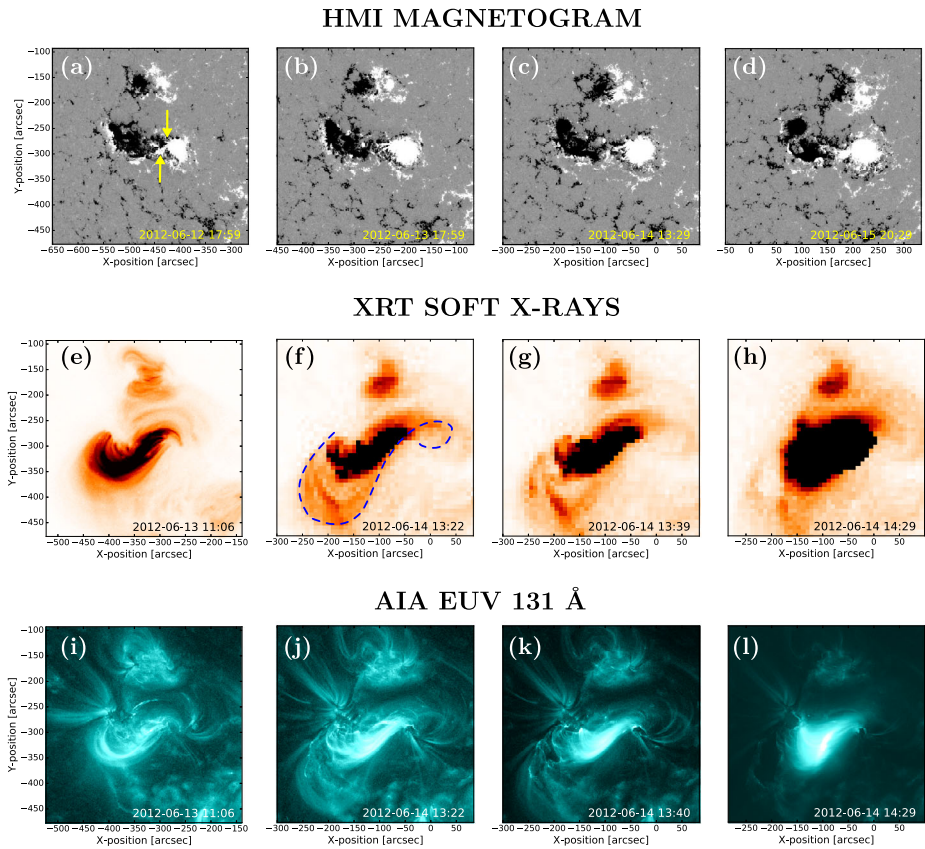 HMI MAGNETOGRAM
(a) (b) (c) (d)
Y-position [arcsec]
−100
−150
−200
−250
−300
−350
−400
−450
2012-06-12 17:59 2012-06-13 17:59 2012-06-14 13:29 2012-06-15 20:29
−650 −600 −550 −500 −450 −400 −350 −300 −450 −400 −350 −300 −250 −200 −150 −100 −300 −250 −200 −150 −100 −50 0 50 −50 0 50 100 150 200 250 300
X-position [arcsec] X-position [arcsec] X-position [arcsec] X-position [arcsec]
XRT SOFT X-RAYS
(e) (f) (g) (h)
Y-position [arcsec]
−100
−150
−200
−250
−300
−350
−400
−450
2012-06-13 11:06 2012-06-14 13:22 2012-06-14 13:39 2012-06-14 14:29
−500 −450 −400 −350 −300 −250 −200 −150 −300 −250 −200 −150 −100 −50 0 50 −300 −250 −200 −150 −100 −50 0 50 −300 −250 −200 −150 −100 −50 0 50
X-position [arcsec] X-position [arcsec] X-position [arcsec] X-position [arcsec]
AIA EUV 131 Å
(i) (j) (k) (l)
Y-position [arcsec]
−100
−150
−200
−250
−300
−350
−400
−450
2012-06-13 11:06 2012-06-14 13:22 2012-06-14 13:40 2012-06-14 14:29
−500 −450 −400 −350 −300 −250 −200 −150 −300 −250 −200 −150 −100 −50 0 50 −300 −250 −200 −150 −100 −50 0 50 −300 −250 −200 −150 −100 −50 0 50
X-position [arcsec] X-position [arcsec] X-position [arcsec] X-position [arcsec]